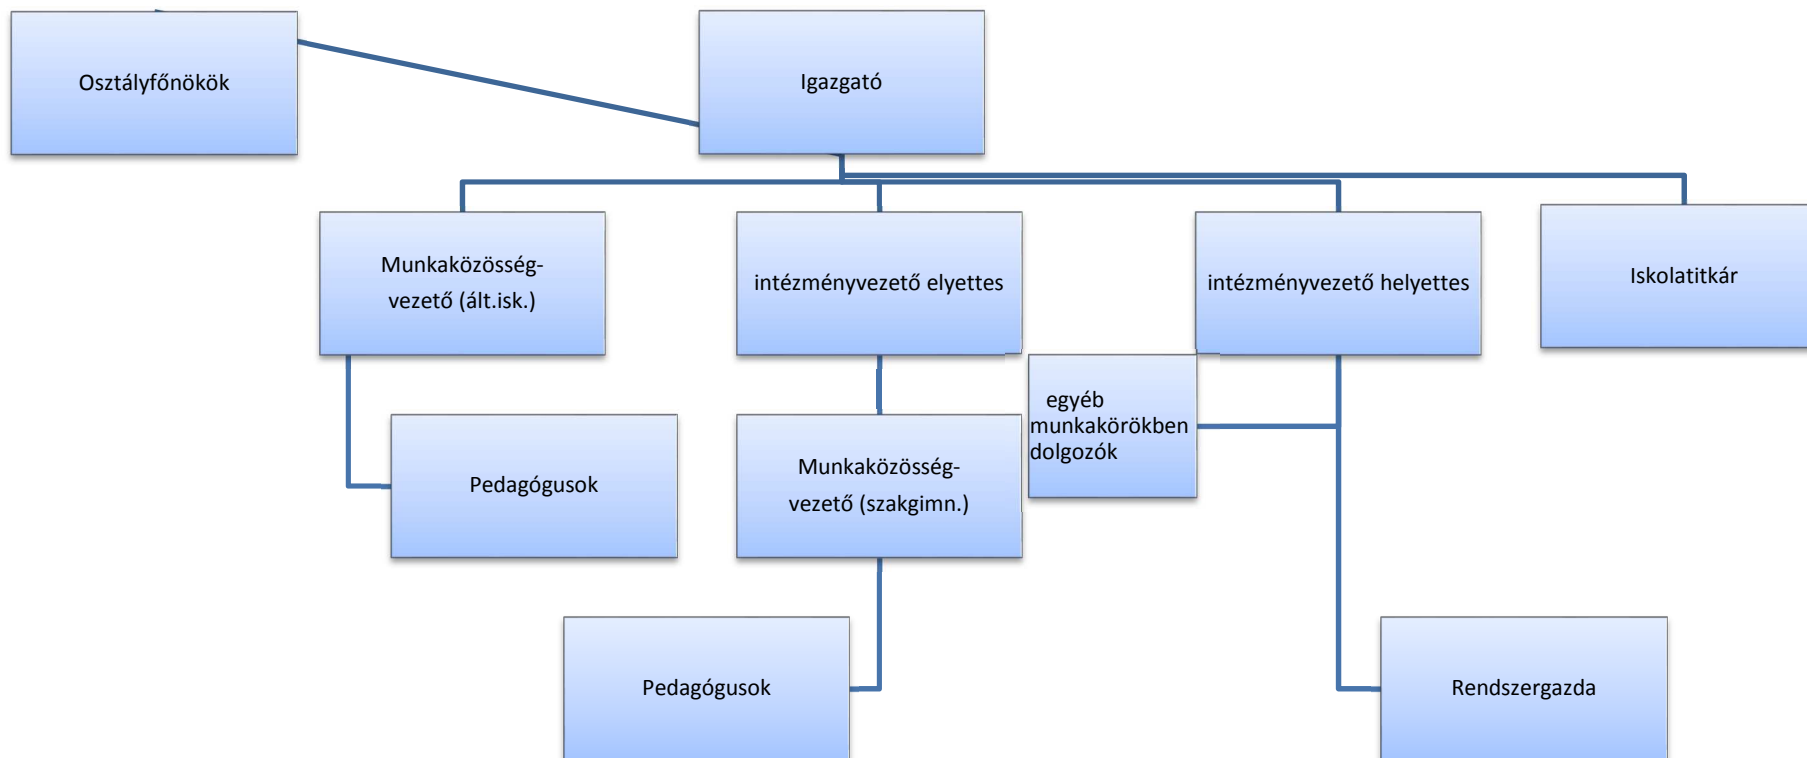 Osztályfőnökök
Igazgató
Munkaközösség-
vezető (ált.isk.)
intézményvezető elyettes
intézményvezető helyettes
Iskolatitkár
egyéb
munkakörökben
dolgozók
Pedagógusok
Munkaközösség-
vezető (szakgimn.)
Pedagógusok
Rendszergazda